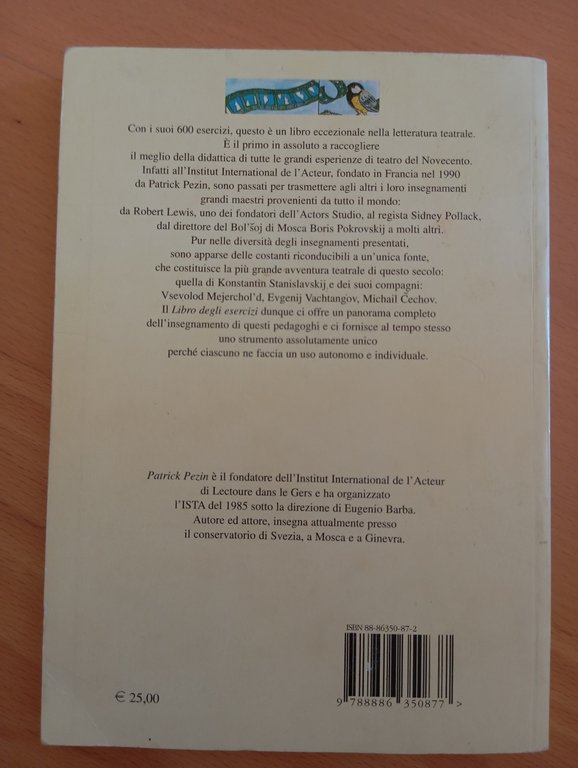 Con i suoi 600 esercizi, questo è un libro eccezionale nella letteratura teatrale.
È il primo in assoluto a raccogliere
il meglio della didattica di tutte le grandi esperienze di teatro del Novecento.
Infatti all'Institut International de l'Acteur, fondato in Francia nel 1990
da Patrick Pezin, sono passati per trasmettere agli altri i loro insegnamenti
grandi maestri provenienti da tutto il mondo:
da Robert Lewis, uno dei fondatori dell'Actors Studio, al regista Sidney Pollack,
dal direttore del Bol'šoj di Mosca Boris Pokrovskij a molti altri.
Pur nelle diversità degli insegnamenti presentati,
sono apparse delle costanti riconducibili a un'unica fonte,
che costituisce la più grande avventura teatrale di questo secolo:
quella di Konstantin Stanislavskij e dei suoi compagni:
Vsevolod Mejerchol'd, Evgenij Vachtangov, Michail Čechov.
Il Libro degli esercizi dunque ci offre un panorama completo
dell'insegnamento di questi pedagoghi e ci fornisce al tempo stesso
uno strumento assolutamente unico
perché ciascuno ne faccia un uso autonomo e individuale.
Patrick Pezin è il fondatore dell'Institut International de l'Acteur
di Lectoure dans le Gers e ha organizzato
l'ISTA del 1985 sotto la direzione di Eugenio Barba.
Autore ed attore, insegna attualmente presso
il conservatorio di Svezia, a Mosca e a Ginevra.
ISBN 88-86350-87-2
€ 25,00
9 788886 350877 >